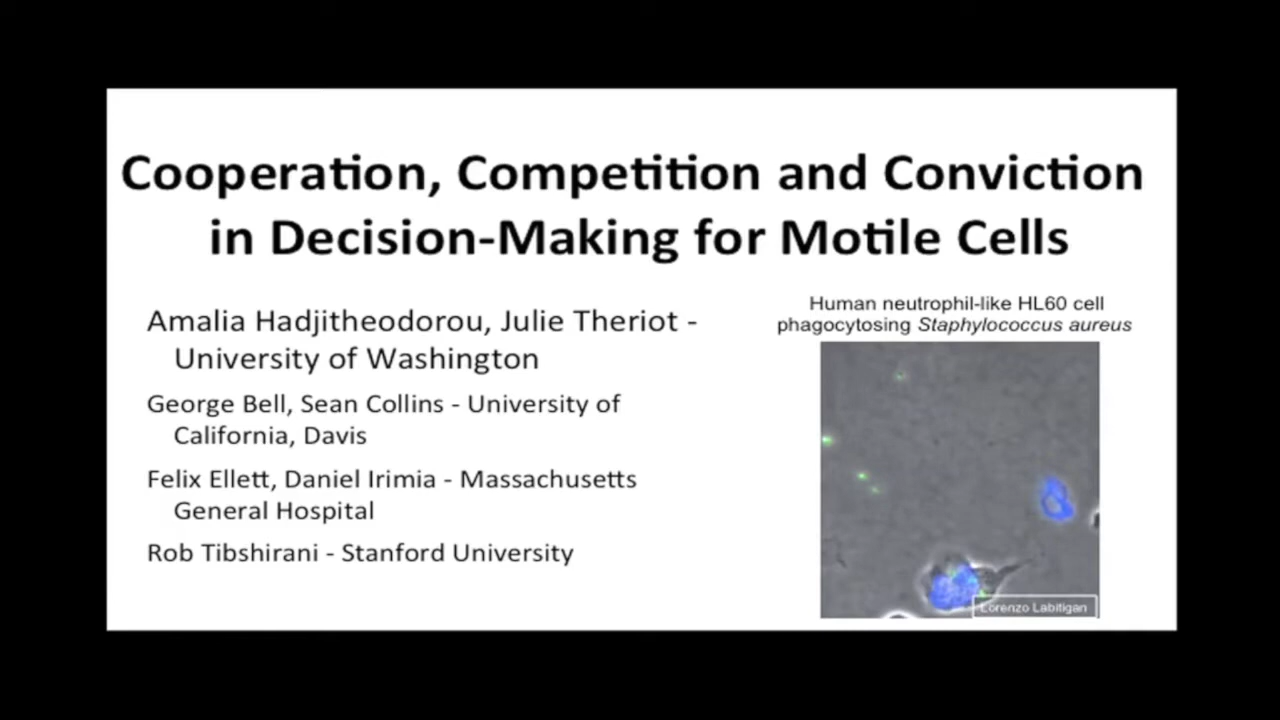 Cooperation, Competition and Conviction
in Decision-Making for Motile Cells
Amalia Hadjitheodorou, Julie Theriot -
University of Washington
George Bell, Sean Collins - University of
California, Davis
Felix Ellett, Daniel Irimia - Massachusetts
General Hospital
Rob Tibshirani - Stanford University
Human neutrophil-like HL60 cell
phagocytosing Staphylococcus aureus
Lorenzo Labitigan